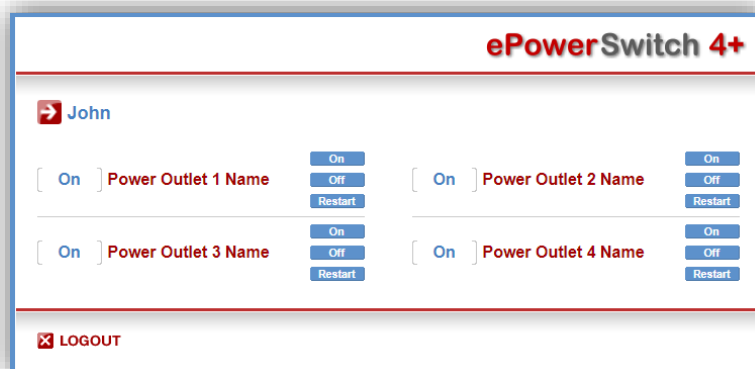 ePowerSwitch 4+
John
On Power Outlet 1 Name On Off Restart
On Power Outlet 2 Name On Off Restart
On Power Outlet 3 Name On Off Restart
On Power Outlet 4 Name On Off Restart
LOGOUT